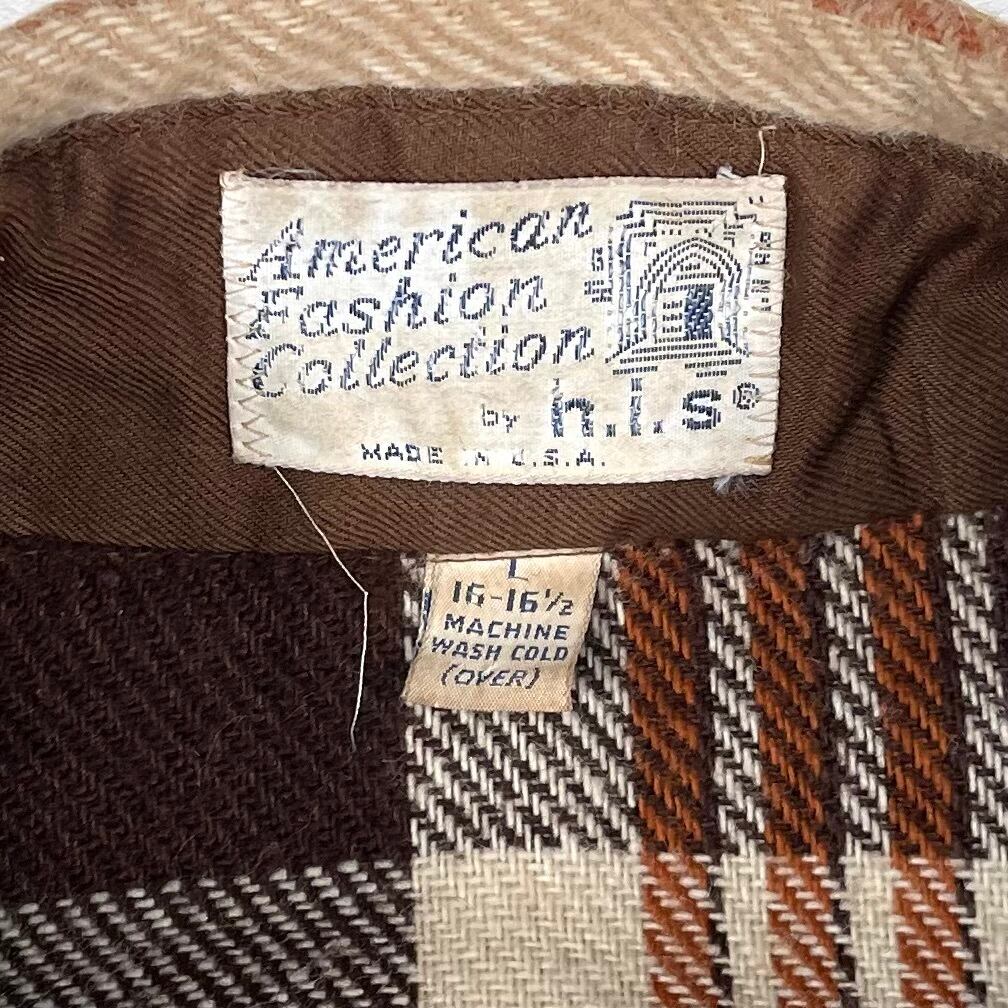 American
Fashion
Collection
by h.i.s®
MADE IN U.S.A.
L
16-16½
MACHINE
WASH COLD
(OVER)